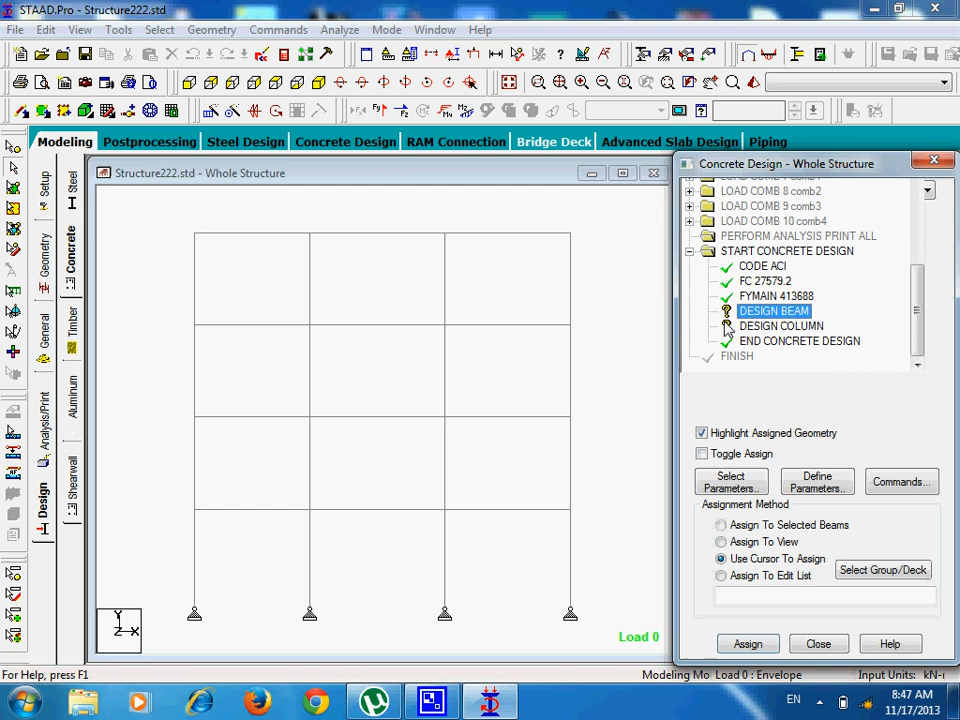 STAAD.Pro - Structure222.std
File Edit View Tools Select Geometry Commands Analyze Mode Window Help
Modeling Postprocessing Steel Design Concrete Design RAM Connection Bridge Deck Advanced Slab Design Piping
Setup
Geometry
General
Analysis/Print
Design
Steel
Concrete
Timber
Aluminum
Shearwall
Structure222.std - Whole Structure
Y
Z X
Load 0
Concrete Design - Whole Structure
LOAD COMB 8 comb2
LOAD COMB 9 comb3
LOAD COMB 10 comb4
PERFORM ANALYSIS PRINT ALL
START CONCRETE DESIGN
CODE ACI
FC 27579.2
FYMAIN 413688
DESIGN BEAM
DESIGN COLUMN
END CONCRETE DESIGN
FINISH
Highlight Assigned Geometry
Toggle Assign
Select Parameters..
Define Parameters..
Commands...
Assignment Method
Assign To Selected Beams
Assign To View
Use Cursor To Assign
Assign To Edit List
Select Group/Deck
Assign Close Help
For Help, press F1
Modeling Mo Load 0 : Envelope Input Units: kN-
EN
8:47 AM
11/17/2013